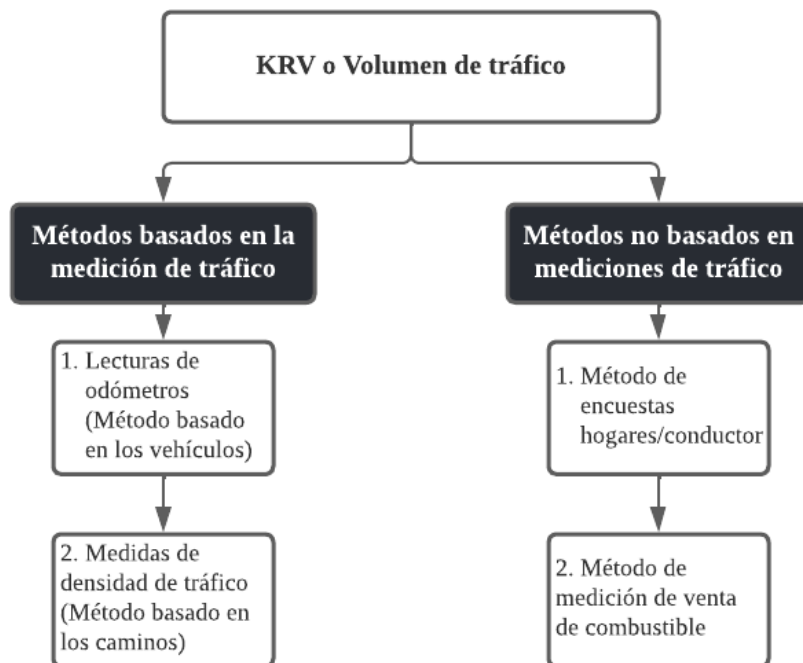 KRV o Volumen de tráfico
Métodos basados en la
medición de tráfico
Métodos no basados en
mediciones de tráfico
1. Lecturas de
odómetros
(Método basado
en los vehículos)
1. Método de
encuestas
hogares/conductor
2. Medidas de
densidad de tráfico
(Método basado en
los caminos)
2. Método de
medición de venta
de combustible